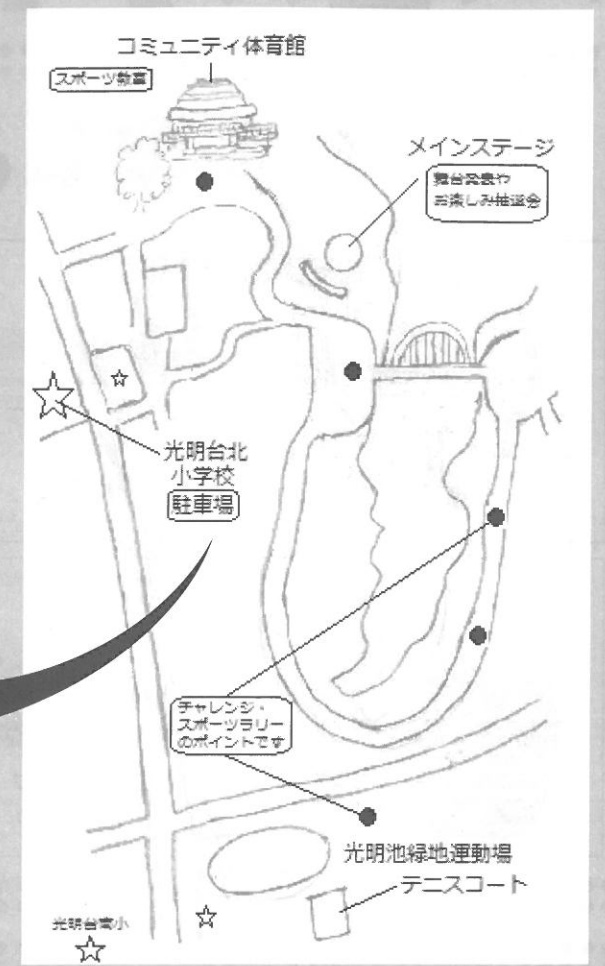 コミュニティ体育館
スポーツ教室
メインステージ
舞台発表や
お楽しみ抽選会
光明台北
小学校
駐車場
チャレンジ・
スポーツラリー
のポイントです
光明池緑地運動場
テニスコート
光明台南小